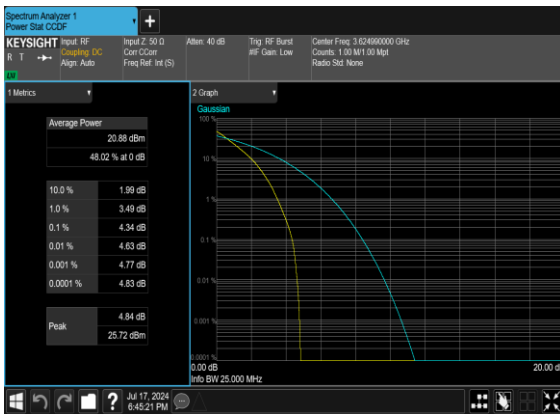 Spectrum Analyzer 1
Power Stat CCDF
+
KEYSIGHT
R T
Input: RF
Coupling: DC
Align: Auto
Input Z: 50 Ω
Corr CCorr
Freq Ref: Int (S)
Atten: 40 dB
Trig: RF Burst
#IF Gain: Low
Center Freq: 3.624990000 GHz
Counts: 1.00 M/1.00 Mpt
Radio Std: None
1 Metrics
Average Power
20.88 dBm
48.02 % at 0 dB
10.0 % 1.99 dB
1.0 % 3.49 dB
0.1 % 4.34 dB
0.01 % 4.63 dB
0.001 % 4.77 dB
0.0001 % 4.83 dB
Peak
4.84 dB
25.72 dBm
2 Graph
Gaussian
100 %
10 %
1 %
0.1 %
0.01 %
0.001 %
0.0001 %
0.00 dB
20.00 d
Info BW 25.000 MHz
?
Jul 17, 2024
6:45:21 PM